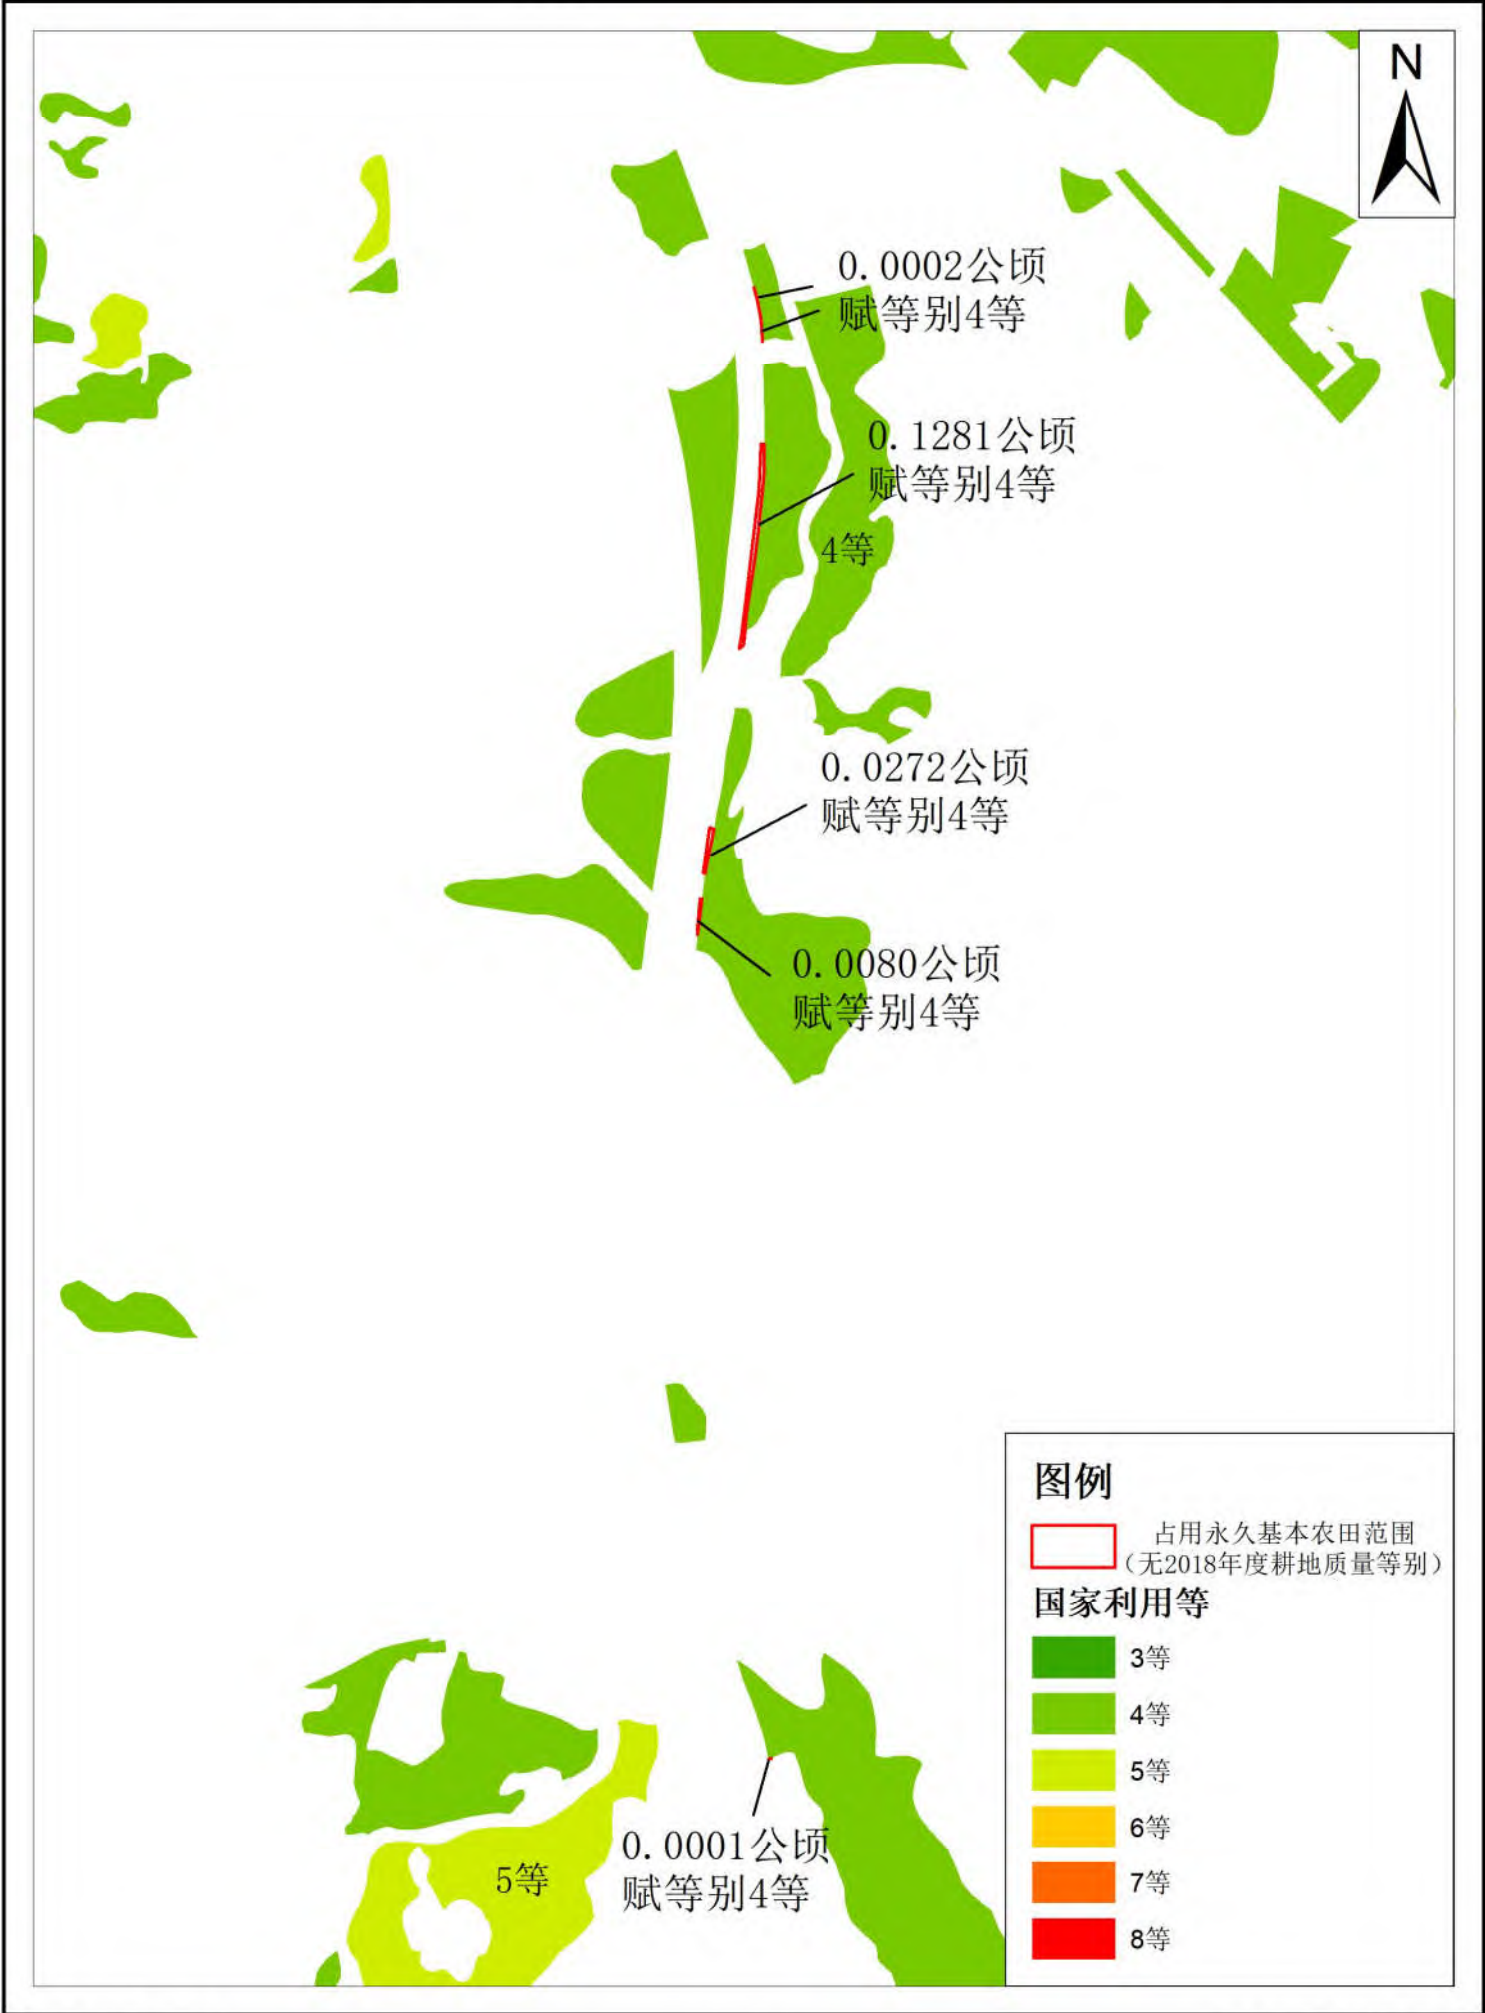 N
0.0002公顷
赋等别4等
0.1281公顷
赋等别4等
4等
0.0272公顷
赋等别4等
0.0080公顷
赋等别4等
图例
占用永久基本农田范围
（无2018年度耕地质量等别）
国家利用等
3等
4等
5等
6等
7等
8等
0.0001公顷
赋等别4等
5等